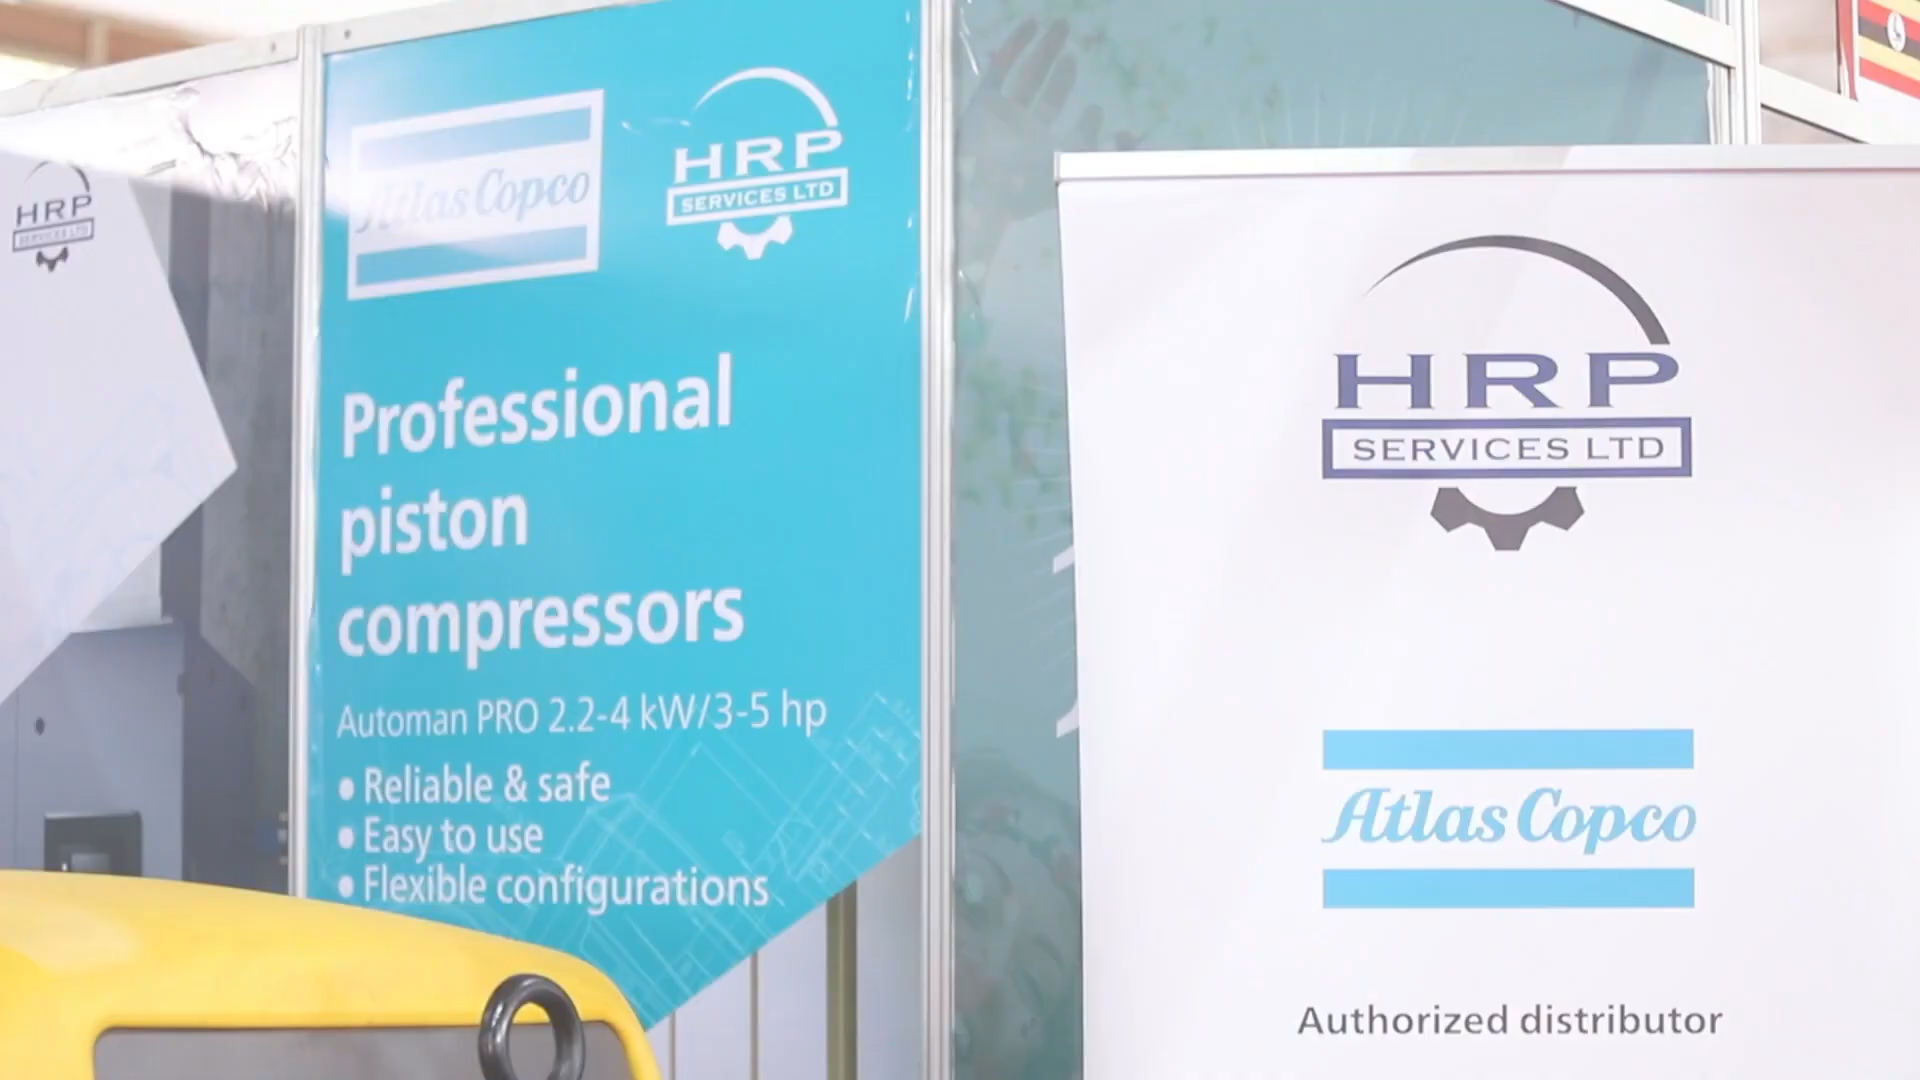 HRP
SERVICES LTD
Atlas Copco
HRP
SERVICES LTD
Professional
piston
compressors
Automan PRO 2.2-4 kW/3-5 hp
• Reliable & safe
• Easy to use
• Flexible configurations
HRP
SERVICES LTD
Atlas Copco
Authorized distributor